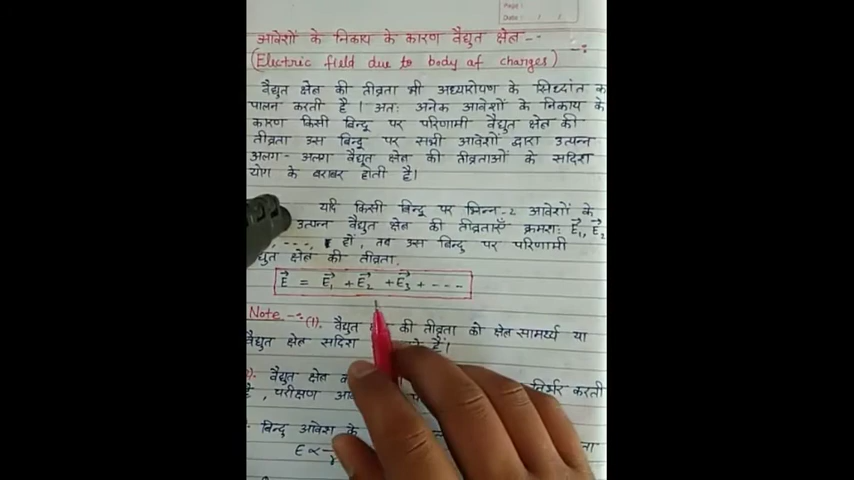 Page :
Date : / /
आवेशों के निकाय के कारण वैद्युत क्षेत्र --
(Electric field due to body of charges) -:
वैद्युत क्षेत्र की तीव्रता भी अध्यारोपण के सिध्दांत क
पालन करती है । अतः अनेक आवेशों के निकाय के
कारण किसी बिन्दू पर परिणामी वैद्युत क्षेत्र की
तीव्रता उस बिन्दू पर सभी आवेशों द्वारा उत्पन्न
अलग - अलग वैद्युत क्षेत्र की तीव्रताओं के सदिश
योग के बराबर होती है।
यदि किसी बिन्दू पर भिन्न-2 आवेशों के
उत्पन्न वैद्युत क्षेत्र की तीव्रताएँ क्रमशः E⃗₁, E⃗₂
, ---, हों, तब उस बिन्दु पर परिणामी
द्युत क्षेत्र की तीव्रता
E⃗ = E⃗₁ + E⃗₂ + E⃗₃ + ----
Note -: (1). वैद्युत क्षेत्र की तीव्रता को क्षेत्र सामर्थ्य या
वैद्युत क्षेत्र सदिश है।
). वैद्युत क्षेत्र निर्भर करती
है , परीक्षण
बिन्दु आवेश के
E ∝